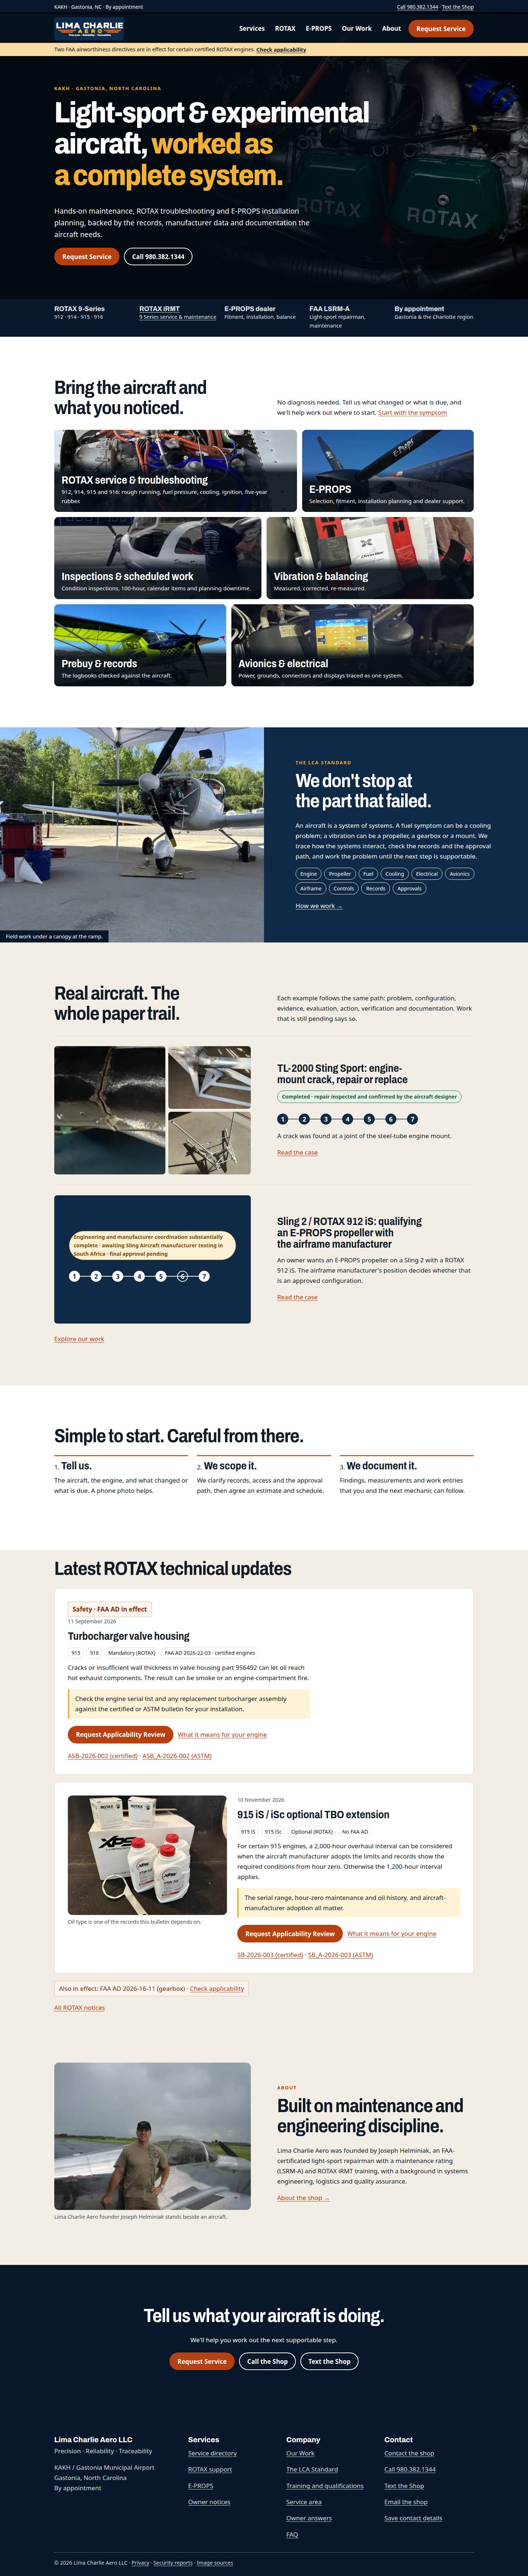 KAKH · Gastonia, NC · By appointment
Call 980.382.1344 · Text the Shop
LIMA CHARLIE
AERO
Services
ROTAX
E-PROPS
Our Work
About
Request Service
Two FAA airworthiness directives are in effect for certain certified ROTAX engines. Check applicability
KAKH · GASTONIA, NORTH CAROLINA
Light-sport & experimental
aircraft, worked as
a complete system.
Hands-on maintenance, ROTAX troubleshooting and E-PROPS installation
planning, backed by the records, manufacturer data and documentation the
aircraft needs.
Request Service
Call 980.382.1344
ROTAX
ROTAX
ROTAX 9-Series
912 · 914 · 915 · 916
ROTAX iRMT
9 Series service & maintenance
E-PROPS dealer
Fitment, installation, balance
FAA LSRM-A
Light-sport repairman,
maintenance
By appointment
Gastonia & the Charlotte region
Bring the aircraft and
what you noticed.
No diagnosis needed. Tell us what changed or what is due, and
we'll help work out where to start. Start with the symptom
ROTAX service & troubleshooting
912, 914, 915 and 916: rough running, fuel pressure, cooling, ignition, five-year
rubber.
E-PROPS
E-PROPS
Selection, fitment, installation planning and dealer support.
Inspections & scheduled work
Condition inspections, 100-hour, calendar items and planning downtime.
Vibration & balancing
Measured, corrected, re-measured.
Prebuy & records
The logbooks checked against the aircraft.
Avionics & electrical
Power, grounds, connectors and displays traced as one system.
Field work under a canopy at the ramp.
THE LCA STANDARD
We don't stop at
the part that failed.
An aircraft is a system of systems. A fuel symptom can be a cooling
problem; a vibration can be a propeller, a gearbox or a mount. We
trace how the systems interact, check the records and the approval
path, and work the problem until the next step is supportable.
Engine
Propeller
Fuel
Cooling
Electrical
Avionics
Airframe
Controls
Records
Approvals
How we work →
Real aircraft. The
whole paper trail.
Each example follows the same path: problem, configuration,
evidence, evaluation, action, verification and documentation. Work
that is still pending says so.
TL-2000 Sting Sport: engine-
mount crack, repair or replace
Completed · repair inspected and confirmed by the aircraft designer
1 2 3 4 5 6 7
A crack was found at a joint of the steel-tube engine mount.
Read the case
Engineering and manufacturer coordination substantially
complete · awaiting Sling Aircraft manufacturer testing in
South Africa · final approval pending
1 2 3 4 5 6 7
Sling 2 / ROTAX 912 iS: qualifying
an E-PROPS propeller with
the airframe manufacturer
An owner wants an E-PROPS propeller on a Sling 2 with a ROTAX
912 iS. The airframe manufacturer's position decides whether that
is an approved configuration.
Read the case
Explore our work
Simple to start. Careful from there.
1. Tell us.
The aircraft, the engine, and what changed or
what is due. A phone photo helps.
2. We scope it.
We clarify records, access and the approval
path, then agree an estimate and schedule.
3. We document it.
Findings, measurements and work entries
that you and the next mechanic can follow.
Latest ROTAX technical updates
Safety · FAA AD in effect
11 September 2026
Turbocharger valve housing
915
916
Mandatory (ROTAX)
FAA AD 2026-22-03 · certified engines
Cracks or insufficient wall thickness in valve housing part 956492 can let oil reach
hot exhaust components. The result can be smoke or an engine-compartment fire.
Check the engine serial list and any replacement turbocharger assembly
against the certified or ASTM bulletin for your installation.
Request Applicability Review
What it means for your engine
ASB-2026-002 (certified) · ASB_A-2026-002 (ASTM)
XPS
Oil type is one of the records this bulletin depends on.
10 November 2026
915 iS / iSc optional TBO extension
915 iS
915 iSc
Optional (ROTAX)
No FAA AD
For certain 915 engines, a 2,000-hour overhaul interval can be considered
when the aircraft manufacturer adopts the limits and records show the
required conditions from hour zero. Otherwise the 1,200-hour interval
applies.
The serial range, hour-zero maintenance and oil history, and aircraft-
manufacturer adoption all matter.
Request Applicability Review
What it means for your engine
SB-2026-003 (certified) · SB_A-2026-003 (ASTM)
Also in effect: FAA AD 2026-16-11 (gearbox) · Check applicability
All ROTAX notices
Lima Charlie Aero founder Joseph Helminiak stands beside an aircraft.
ABOUT
Built on maintenance and
engineering discipline.
Lima Charlie Aero was founded by Joseph Helminiak, an FAA-
certificated light-sport repairman with a maintenance rating
(LSRM-A) and ROTAX iRMT training, with a background in systems
engineering, logistics and quality assurance.
About the shop →
Tell us what your aircraft is doing.
We'll help you work out the next supportable step.
Request Service
Call the Shop
Text the Shop
Lima Charlie Aero LLC
Precision · Reliability · Traceability
KAKH / Gastonia Municipal Airport
Gastonia, North Carolina
By appointment
Services
Service directory
ROTAX support
E-PROPS
Owner notices
Company
Our Work
The LCA Standard
Training and qualifications
Service area
Owner answers
FAQ
Contact
Contact the shop
Call 980.382.1344
Text the Shop
Email the shop
Save contact details
© 2026 Lima Charlie Aero LLC · Privacy · Security reports · Image sources